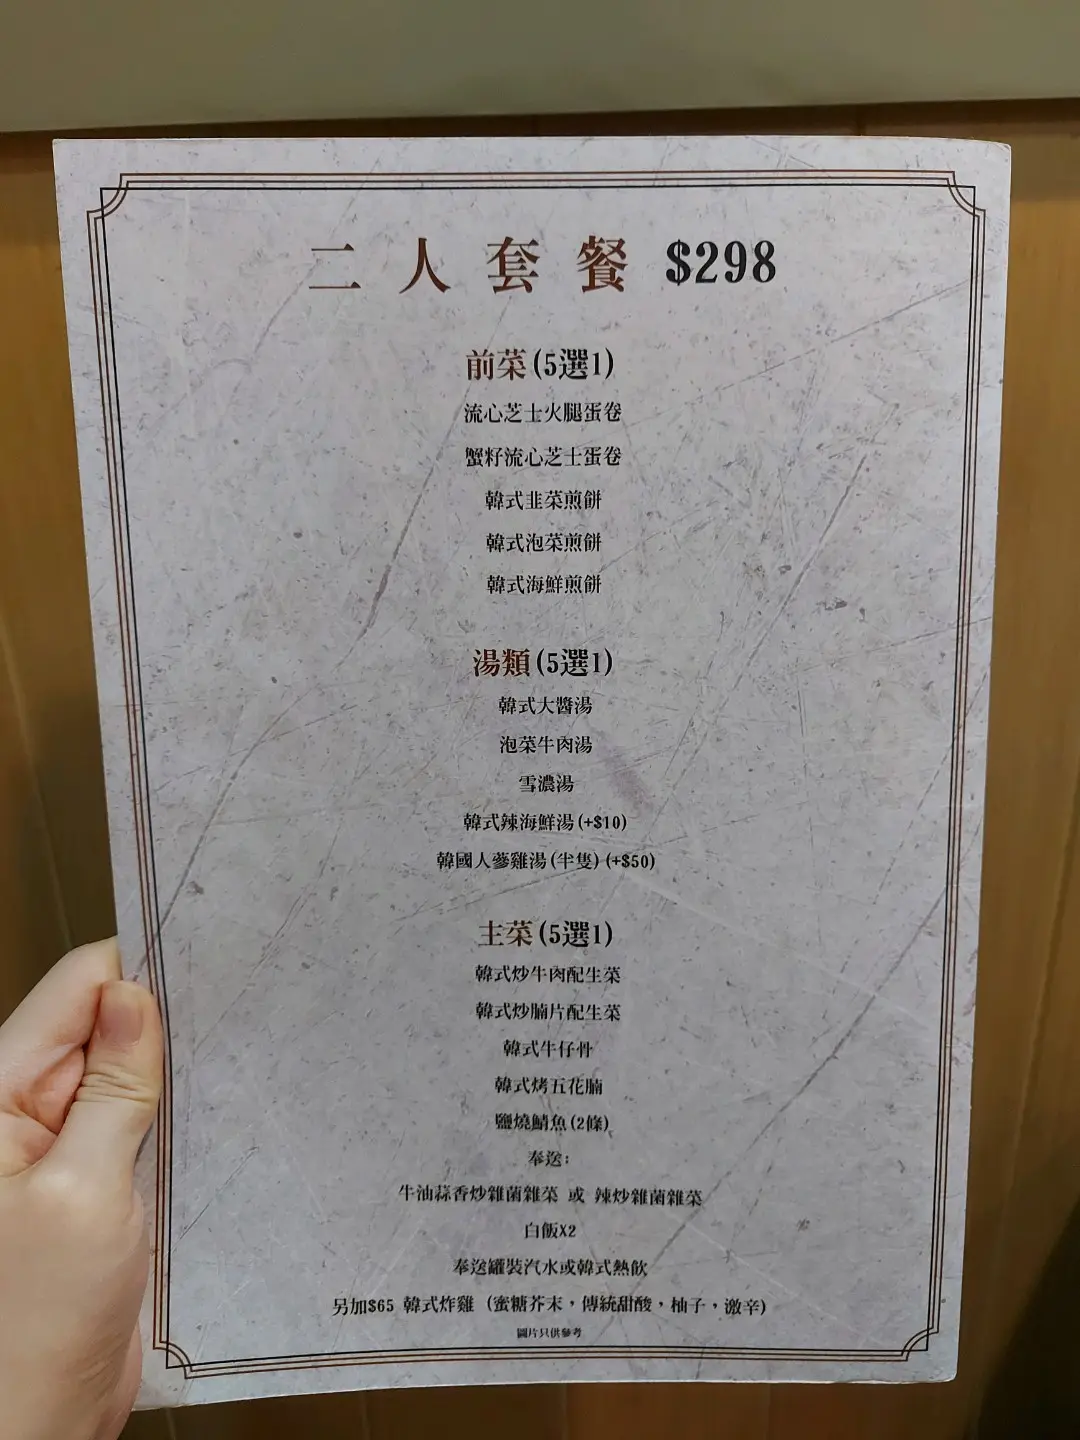 二人套餐 $298
前菜(5選1)
流心芝士火腿蛋卷
蟹籽流心芝士蛋卷
韓式韭菜煎餅
韓式泡菜煎餅
韓式海鮮煎餅
湯類(5選1)
韓式大醬湯
泡菜牛肉湯
雪濃湯
韓式辣海鮮湯(+$10)
韓國人蔘雞湯(半隻)(+$50)
主菜(5選1)
韓式炒牛肉配生菜
韓式炒腩片配生菜
韓式牛仔骨
韓式烤五花腩
鹽燒鯖魚(2條)
奉送:
牛油蒜香炒雜菌雜菜 或 辣炒雜菌雜菜
白飯X2
奉送罐裝汽水或韓式熱飲
另加$65 韓式炸雞 (蜜糖芥末，傳統甜酸，柚子，激辛)
圖片只供參考